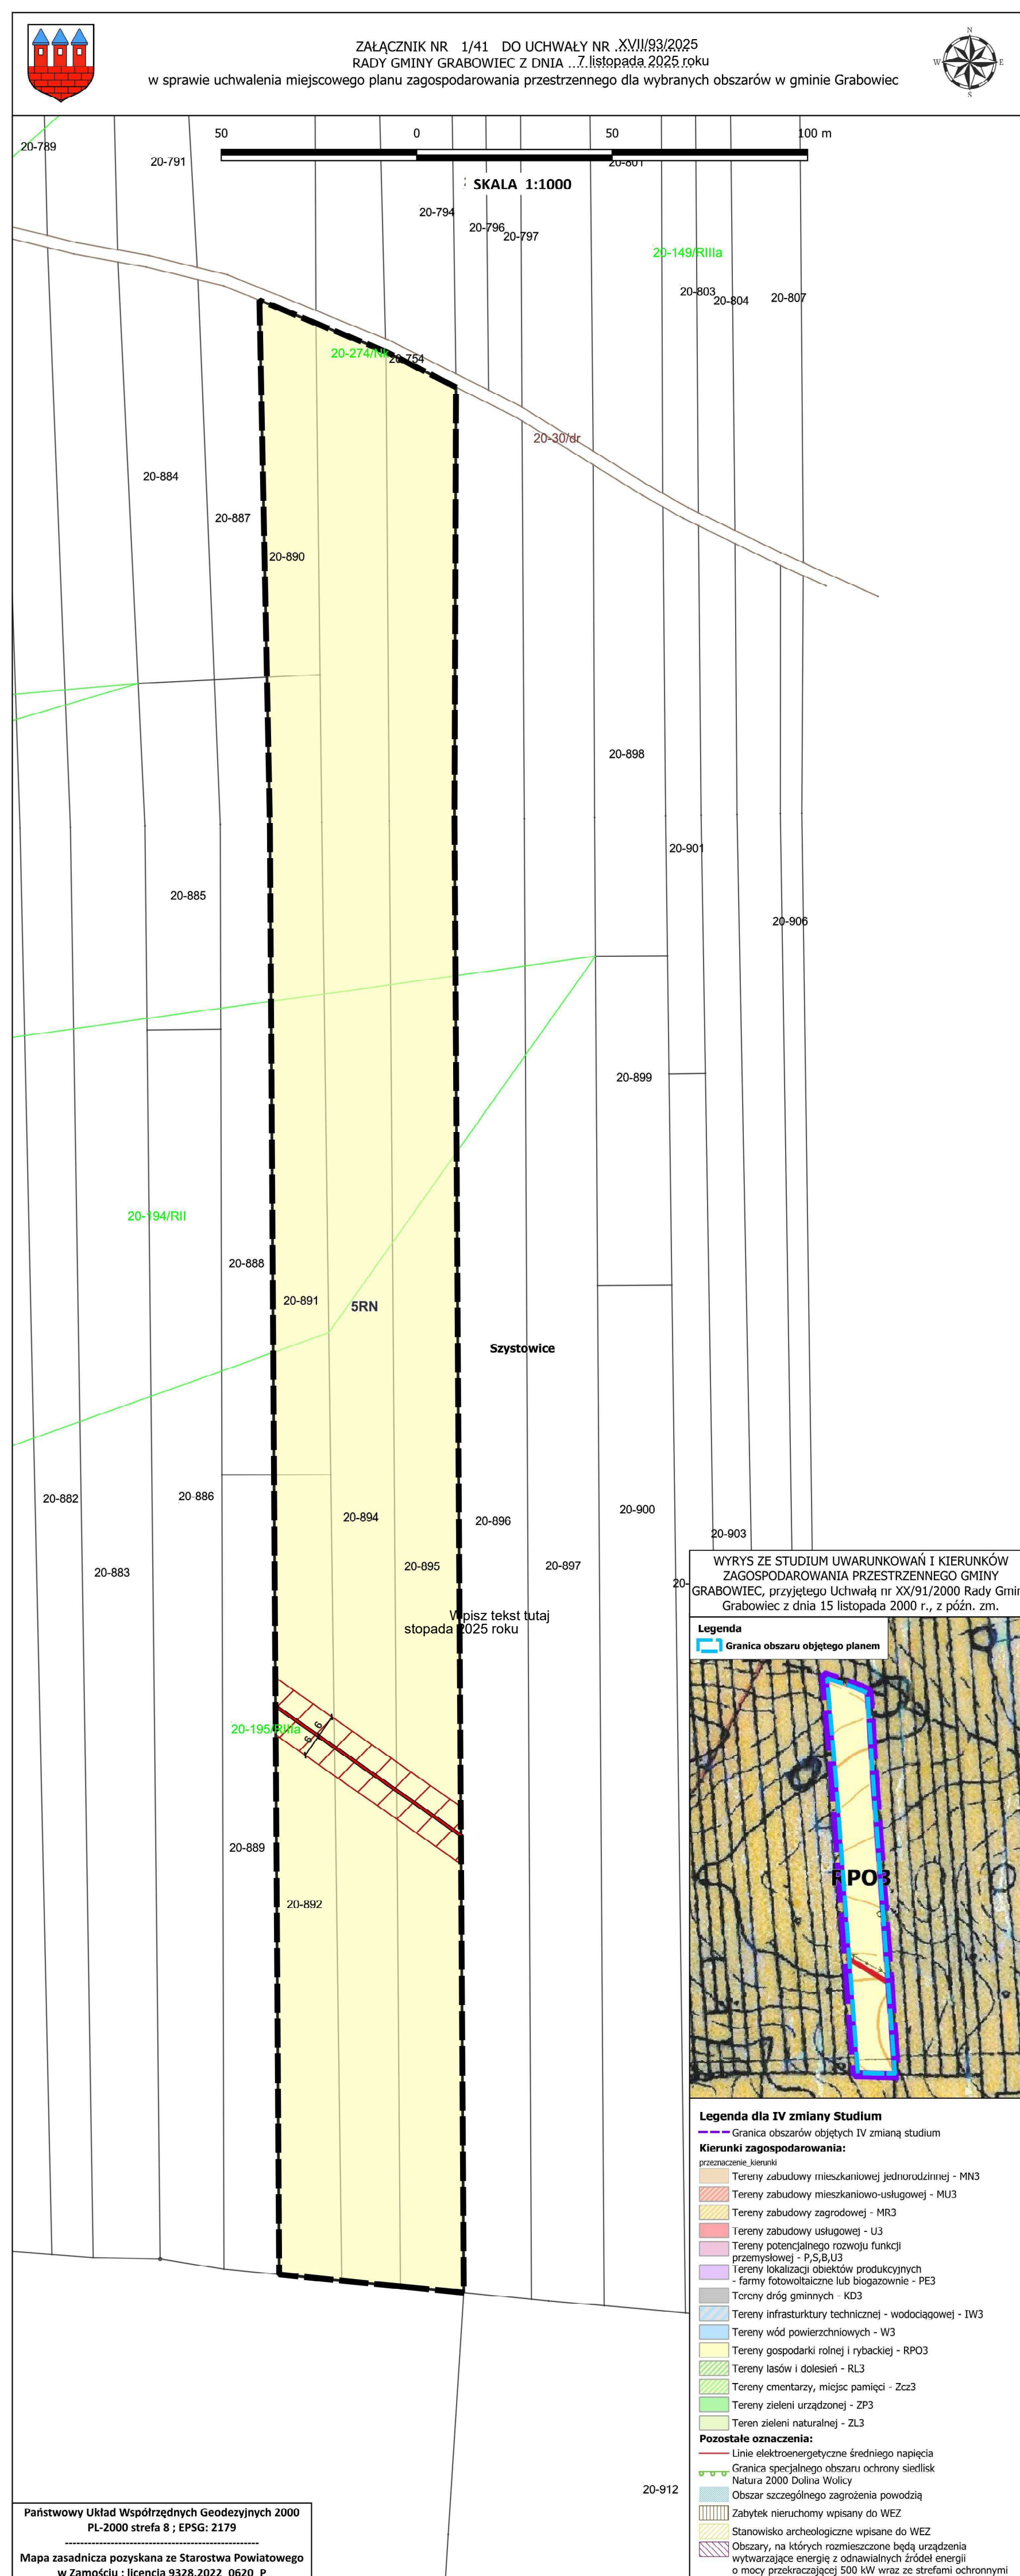 ZAŁĄCZNIK NR 1/41 DO UCHWAŁY NR .XVII/93/2025
RADY GMINY GRABOWIEC Z DNIA ...7 listopada 2025 roku
w sprawie uchwalenia miejscowego planu zagospodarowania przestrzennego dla wybranych obszarów w gminie Grabowiec
N
W
E
S
50 0 50 100 m
SKALA 1:1000
20-789
20-791
20-801
20-794
20-796
20-797
20-149/RIIIa
20-803
20-804
20-807
20-274/N
20-754
20-30/dr
20-884
20-887
20-890
20-898
20-901
20-885
20-906
20-899
20-194/RII
20-888
20-891
5RN
Szystowice
20-882
20-886
20-894
20-896
20-900
20-903
20-883
20-895
20-897
20-
Wpisz tekst tutaj
stopada 2025 roku
20-195/RIIIa
6
6
20-889
20-892
20-912
WYRYS ZE STUDIUM UWARUNKOWAŃ I KIERUNKÓW
ZAGOSPODAROWANIA PRZESTRZENNEGO GMINY
GRABOWIEC, przyjętego Uchwałą nr XX/91/2000 Rady Gmin
Grabowiec z dnia 15 listopada 2000 r., z późn. zm.
Legenda
Granica obszaru objętego planem
RPO3
Legenda dla IV zmiany Studium
Granica obszarów objętych IV zmianą studium
Kierunki zagospodarowania:
przeznaczenie_kierunki
Tereny zabudowy mieszkaniowej jednorodzinnej - MN3
Tereny zabudowy mieszkaniowo-usługowej - MU3
Tereny zabudowy zagrodowej - MR3
Tereny zabudowy usługowej - U3
Tereny potencjalnego rozwoju funkcji
przemysłowej - P,S,B,U3
Tereny lokalizacji obiektów produkcyjnych
- farmy fotowoltaiczne lub biogazownie - PE3
Tereny dróg gminnych - KD3
Tereny infrasturktury technicznej - wodociągowej - IW3
Tereny wód powierzchniowych - W3
Tereny gospodarki rolnej i rybackiej - RPO3
Tereny lasów i dolesień - RL3
Tereny cmentarzy, miejsc pamięci - Zcz3
Tereny zieleni urządzonej - ZP3
Teren zieleni naturalnej - ZL3
Pozostałe oznaczenia:
Linie elektroenergetyczne średniego napięcia
Granica specjalnego obszaru ochrony siedlisk
Natura 2000 Dolina Wolicy
Obszar szczególnego zagrożenia powodzią
Zabytek nieruchomy wpisany do WEZ
Stanowisko archeologiczne wpisane do WEZ
Obszary, na których rozmieszczone będą urządzenia
wytwarzające energię z odnawialnych źródeł energii
o mocy przekraczającej 500 kW wraz ze strefami ochronnymi
Państwowy Układ Współrzędnych Geodezyjnych 2000
PL-2000 strefa 8 ; EPSG: 2179
Mapa zasadnicza pozyskana ze Starostwa Powiatowego
w Zamościu ; licencja 9328.2022_0620_P